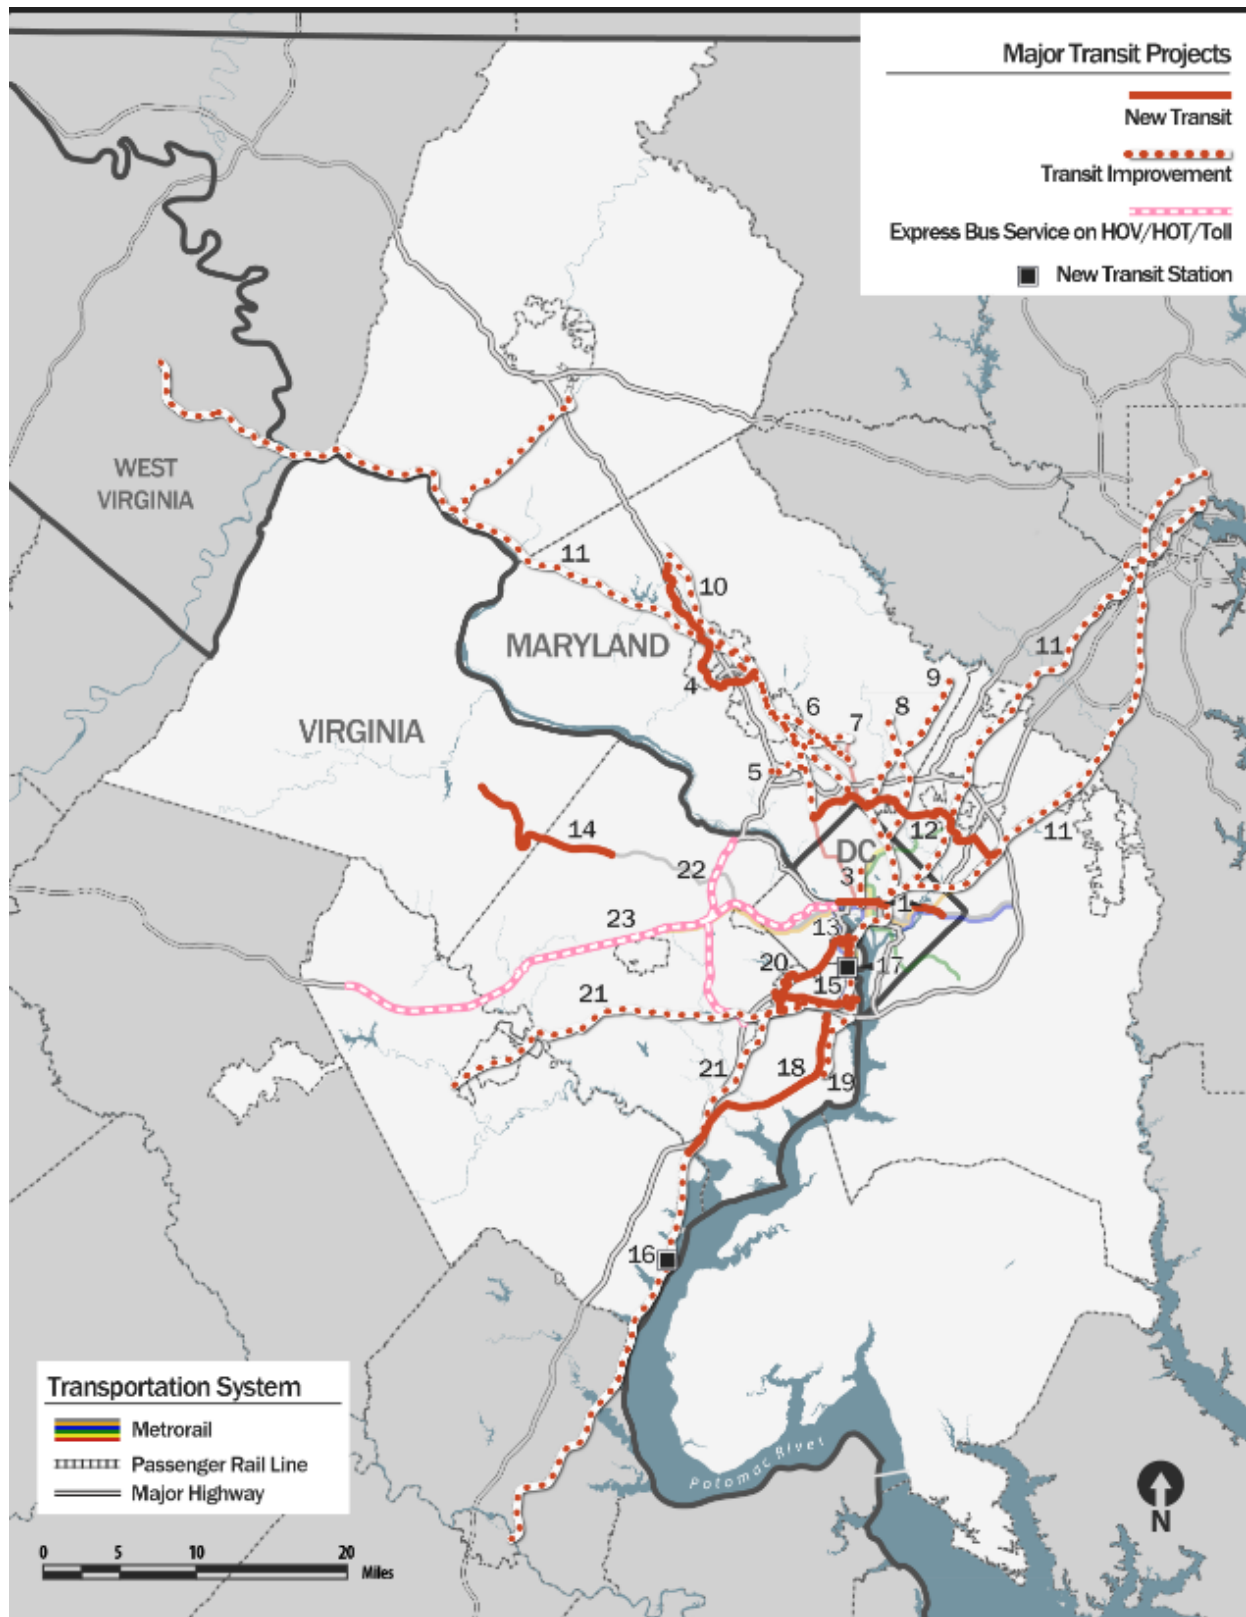 Major Transit Projects
New Transit
Transit Improvement
Express Bus Service on HOV/HOT/Toll
New Transit Station
WEST
VIRGINIA
11
10
MARYLAND
11
4
9
6
8
7
VIRGINIA
5
14
12
11
DC
22
3
1
23
13
20
17
15
21
21
18
19
16
Transportation System
Metrorail
Passenger Rail Line
Major Highway
Potomac River
N
0 5 10 20
Miles